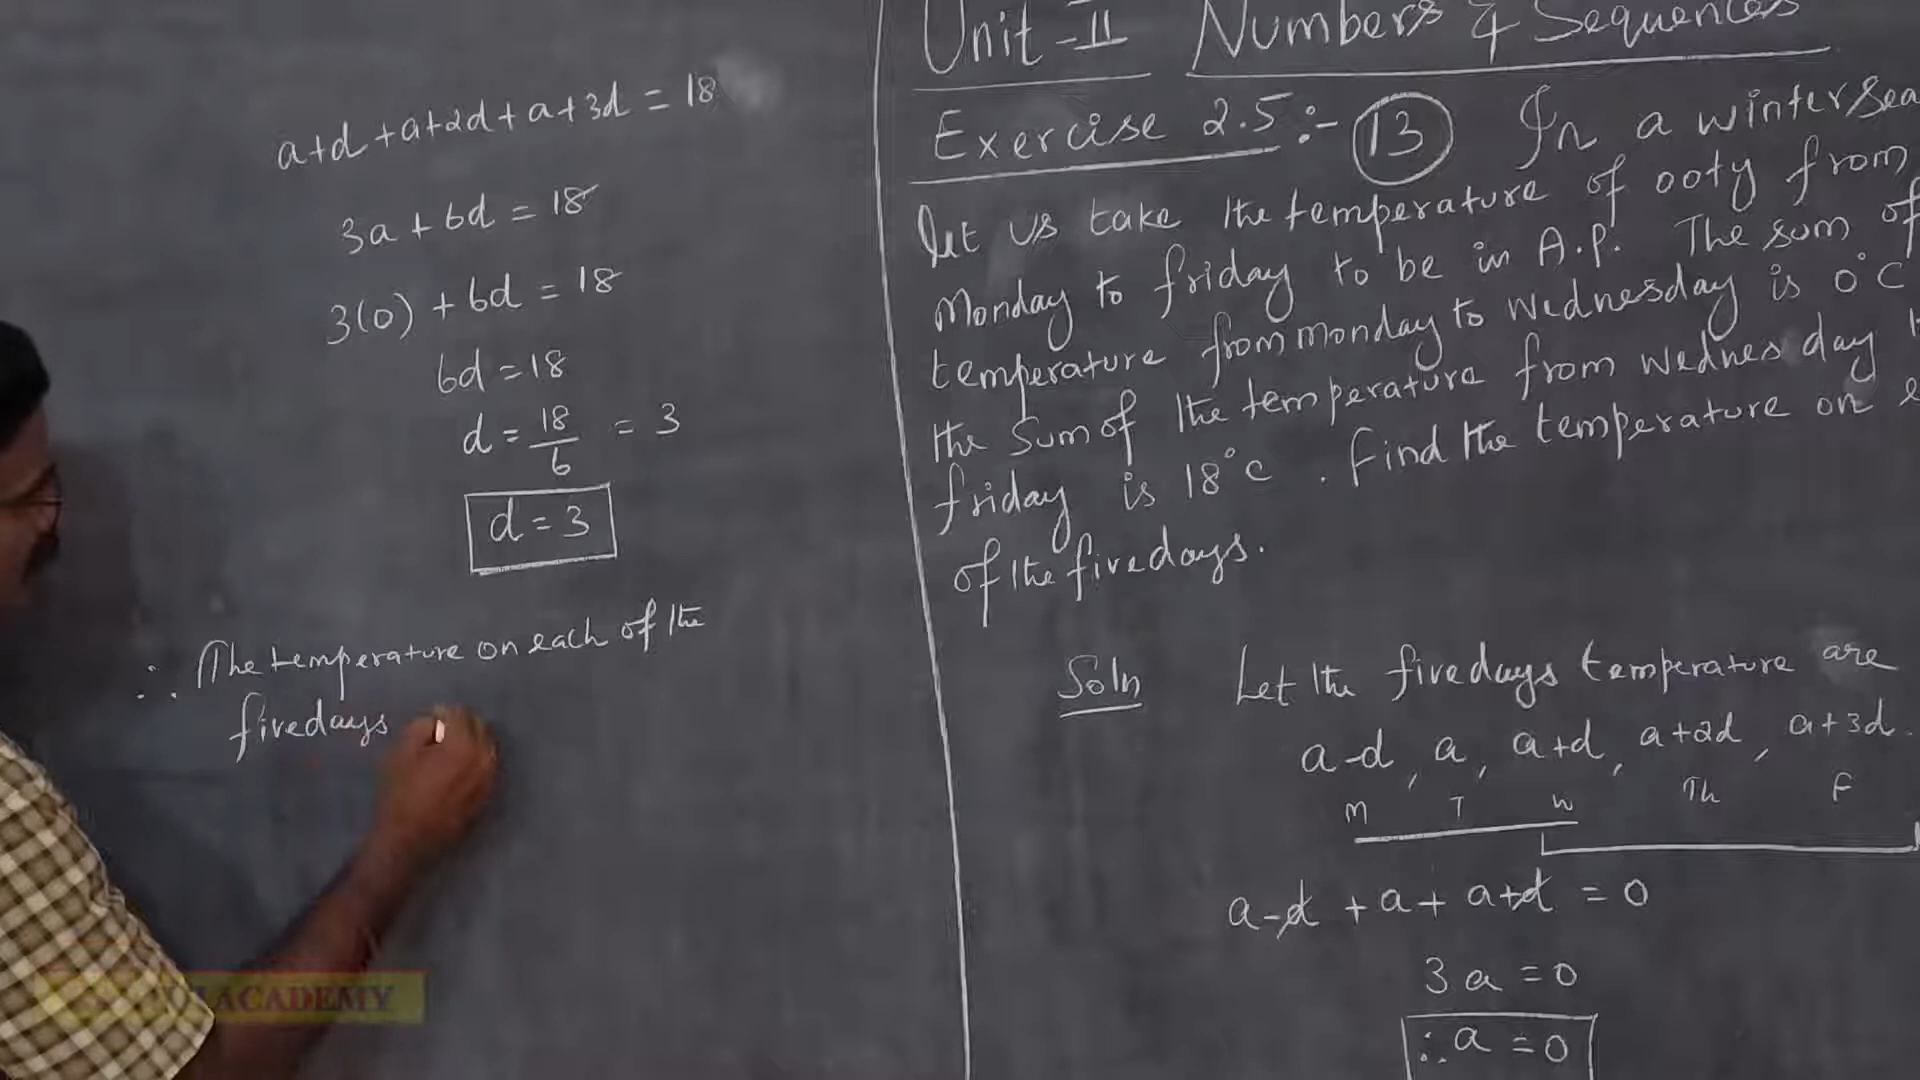 a+d+a+2d+a+3d = 18
3a+6d = 18
3(0) + 6d = 18
6d = 18
d = 18/6 = 3
d = 3
∴ The temperature on each of the
fivedays
Unit - II Numbers & Sequences
Exercise 2.5:- 13 In a winter sea
let us take the temperature of ooty from
Monday to friday to be in A.P. The sum of
temperature from monday to wednesday is 0°C
the Sum of the temperature from wednesday
friday is 18°C. find the temperature on e
of the fivedays.
Soln Let the fivedays temperature are
a-d, a, a+d, a+2d, a+3d.
M T W Th F
a-d + a + a+d = 0
3a = 0
∴ a = 0
ACADEMY